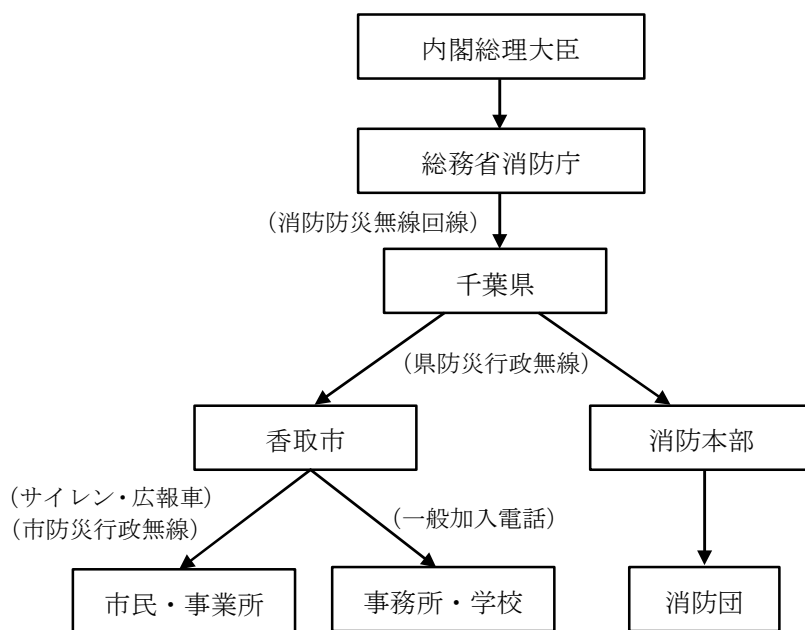 内閣総理大臣
総務省消防庁
（消防防災無線回線）
千葉県
（県防災行政無線）
香取市
消防本部
（サイレン・広報車）
（市防災行政無線）
（一般加入電話）
市民・事業所
事務所・学校
消防団